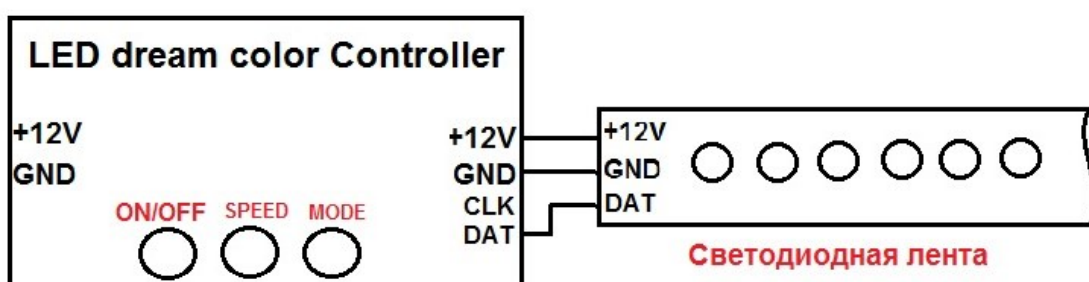 LED dream color Controller
+12V
GND
ON/OFF SPEED MODE
+12V
GND
CLK
DAT
+12V
GND
DAT
Светодиодная лента